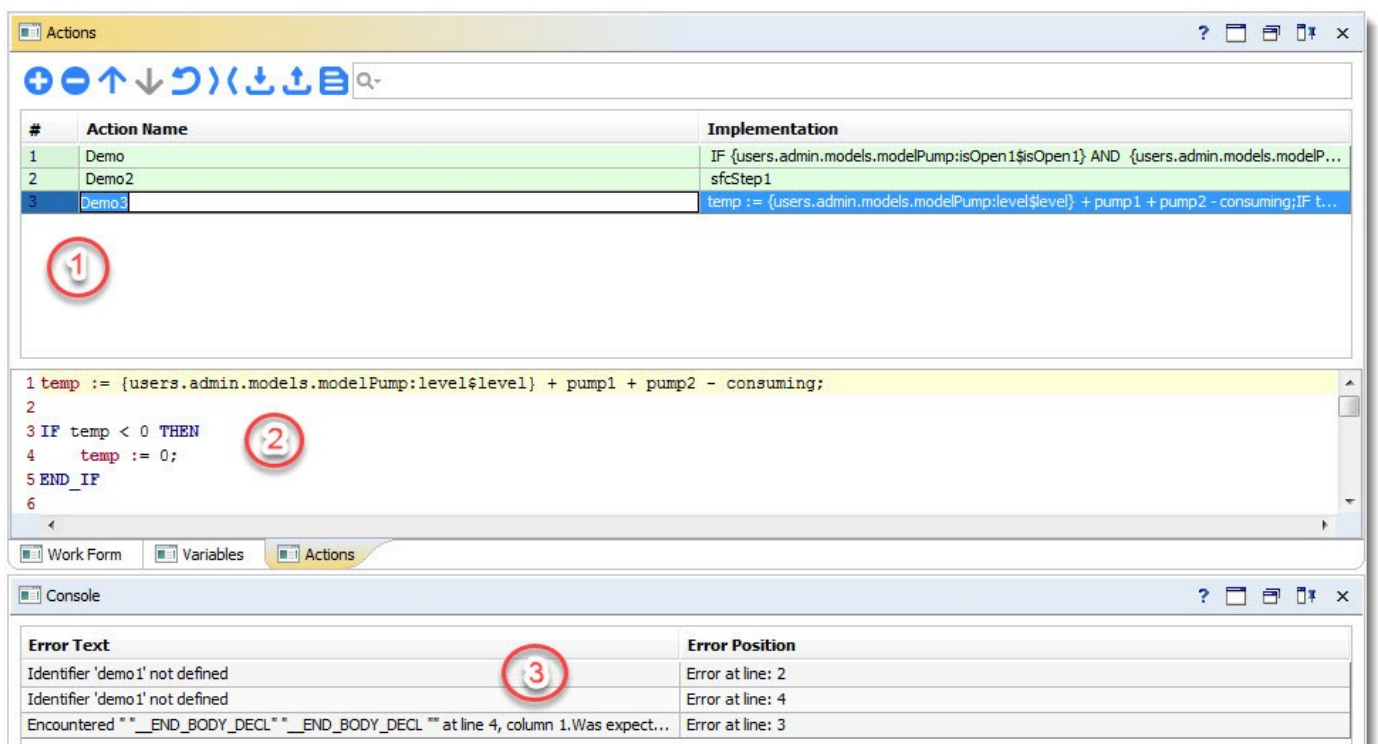 Actions
# Action Name Implementation
1 Demo IF {users.admin.models.modelPump:isOpen1$isOpen1} AND {users.admin.models.modelP...
2 Demo2 sfcStep1
3 Demo3 temp := {users.admin.models.modelPump:level$level} + pump1 + pump2 - consuming;IF t...
1
1 temp := {users.admin.models.modelPump:level$level} + pump1 + pump2 - consuming;
2
3 IF temp < 0 THEN
2
4 temp := 0;
5 END_IF
6
Work Form Variables Actions
Console
Error Text Error Position
3
Identifier 'demo1' not defined Error at line: 2
Identifier 'demo1' not defined Error at line: 4
Encountered " "__END_BODY_DECL" "__END_BODY_DECL "" at line 4, column 1.Was expect... Error at line: 3